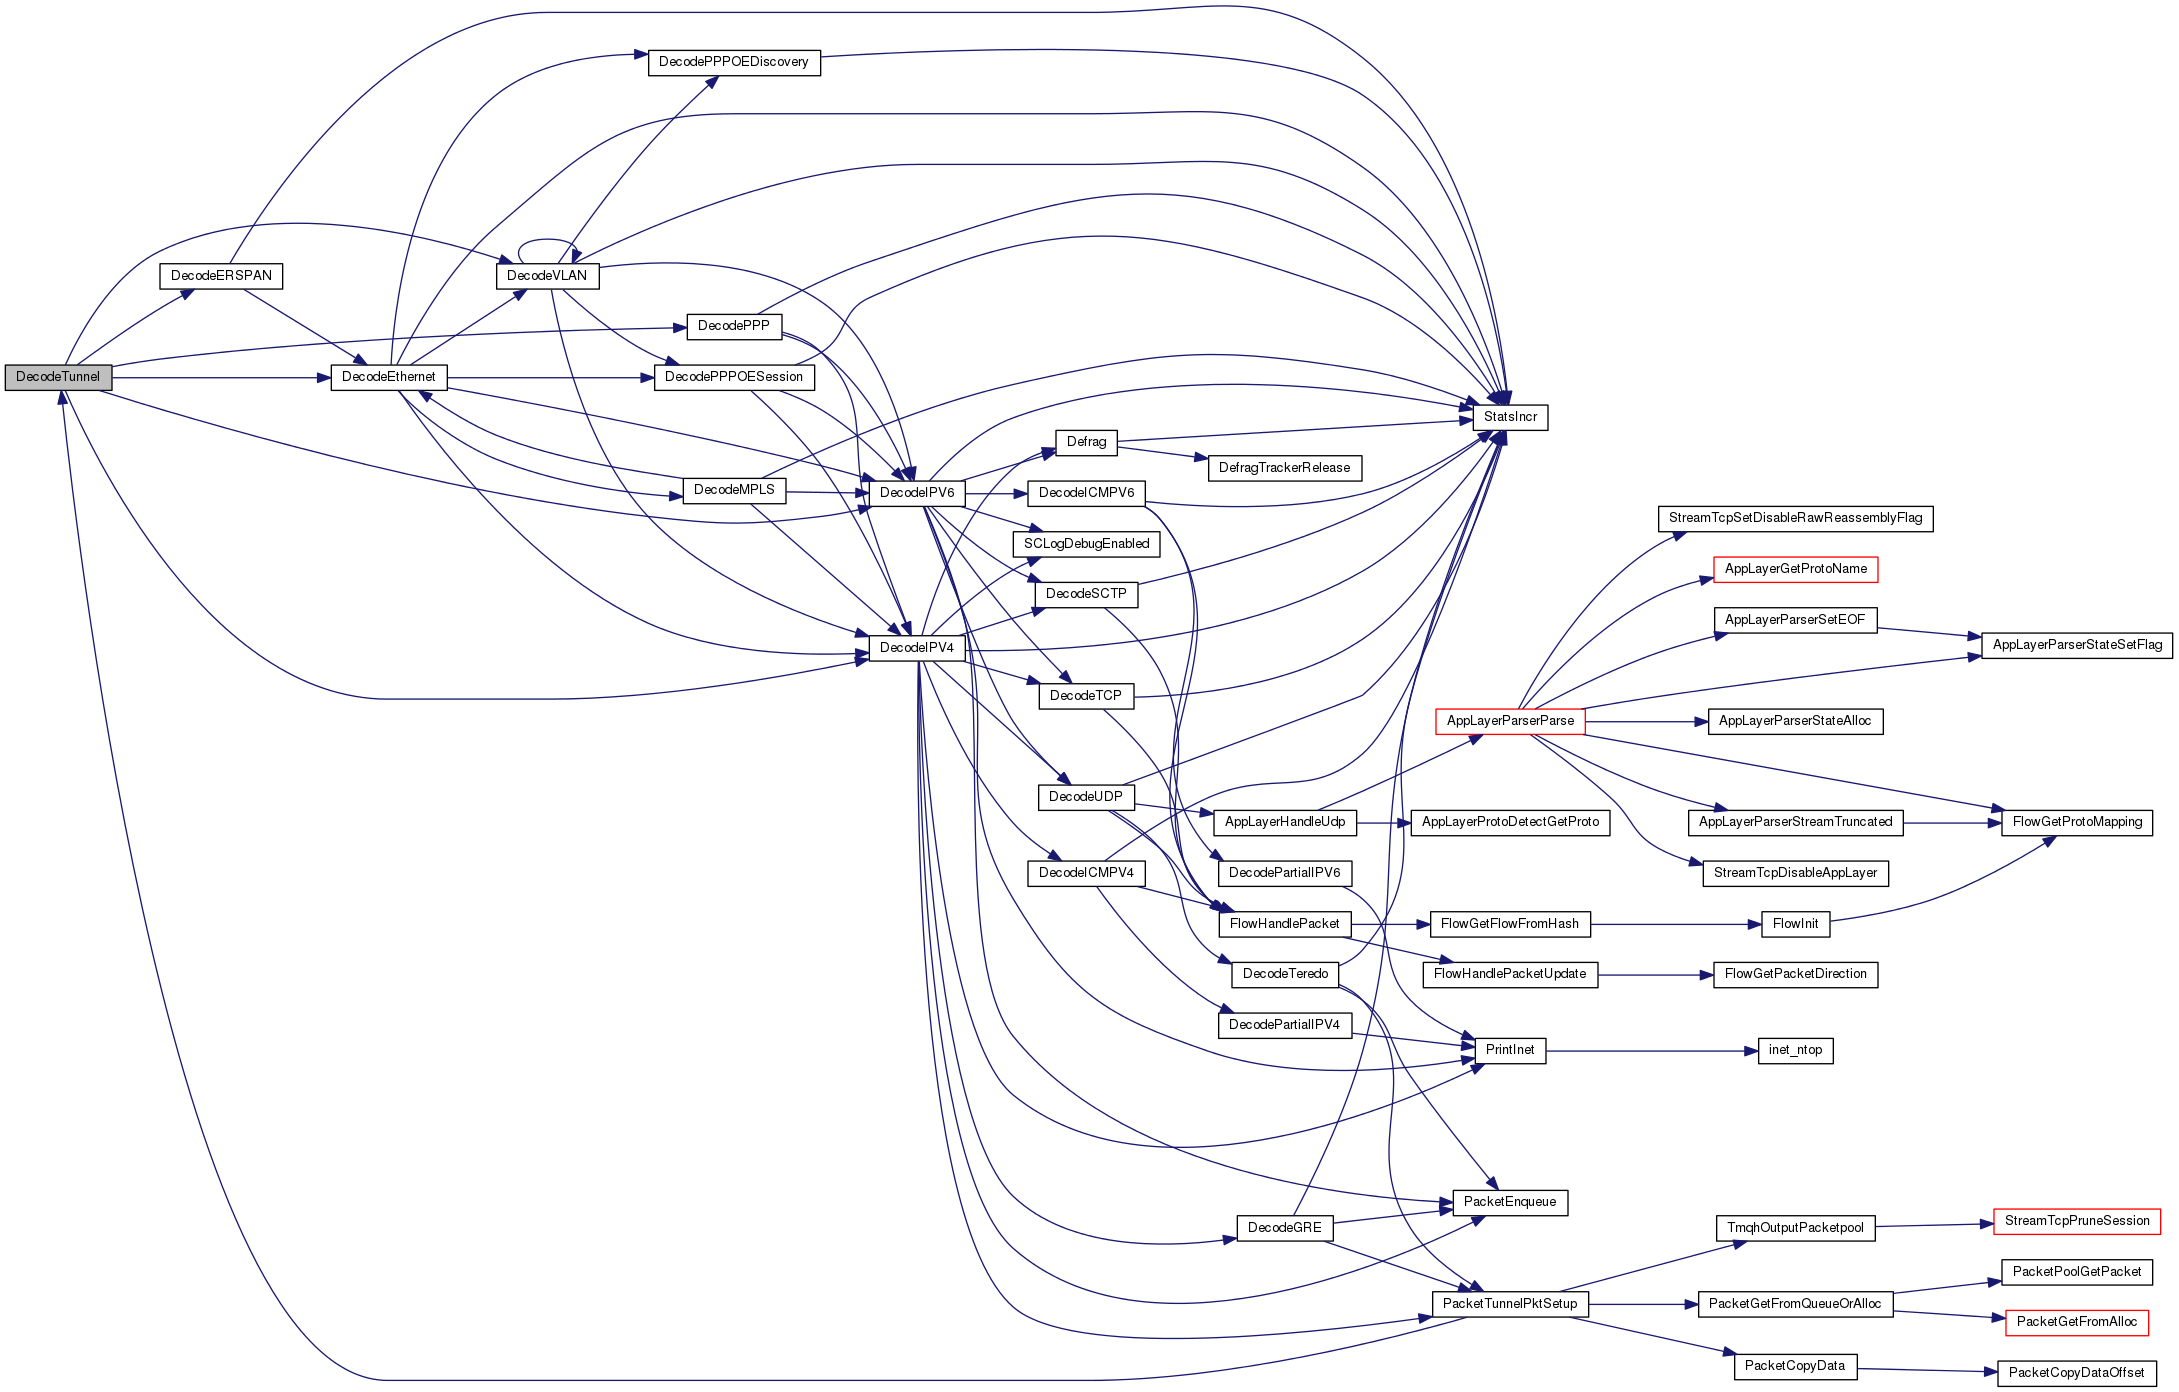 DecodeTunnel
DecodeERSPAN
DecodeEthernet
DecodeVLAN
DecodePPPOEDiscovery
DecodePPP
DecodePPPOESession
DecodeMPLS
DecodeIPV6
DecodeIPV4
Defrag
DefragTrackerRelease
DecodeICMPV6
SCLogDebugEnabled
DecodeSCTP
DecodeTCP
DecodeUDP
DecodeICMPV4
StatsIncr
AppLayerHandleUdp
AppLayerProtoDetectGetProto
DecodePartialIPV6
FlowHandlePacket
DecodeTeredo
DecodePartialIPV4
DecodeGRE
AppLayerParserParse
FlowGetFlowFromHash
FlowHandlePacketUpdate
PrintInet
PacketEnqueue
PacketTunnelPktSetup
StreamTcpSetDisableRawReassemblyFlag
AppLayerGetProtoName
AppLayerParserSetEOF
AppLayerParserStateSetFlag
AppLayerParserStateAlloc
AppLayerParserStreamTruncated
FlowGetProtoMapping
StreamTcpDisableAppLayer
FlowInit
FlowGetPacketDirection
inet_ntop
TmqhOutputPacketpool
StreamTcpPruneSession
PacketGetFromQueueOrAlloc
PacketPoolGetPacket
PacketGetFromAlloc
PacketCopyData
PacketCopyDataOffset